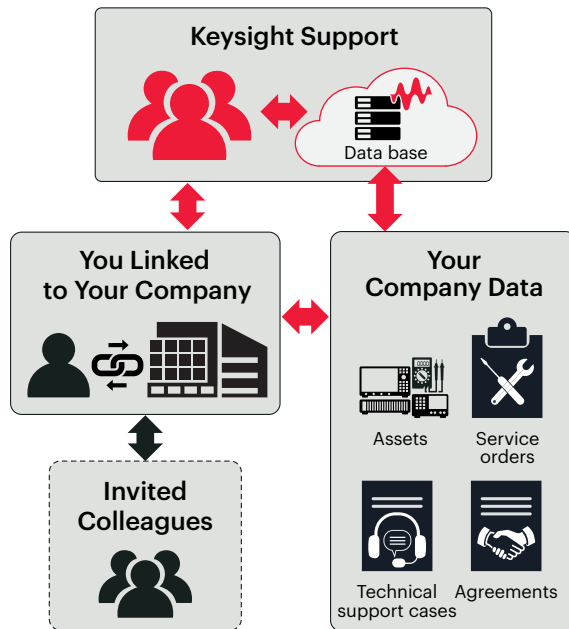 Keysight Support
Data base
You Linked
to Your Company
Your
Company Data
Assets
Service
orders
Technical
support cases
Agreements
Invited
Colleagues